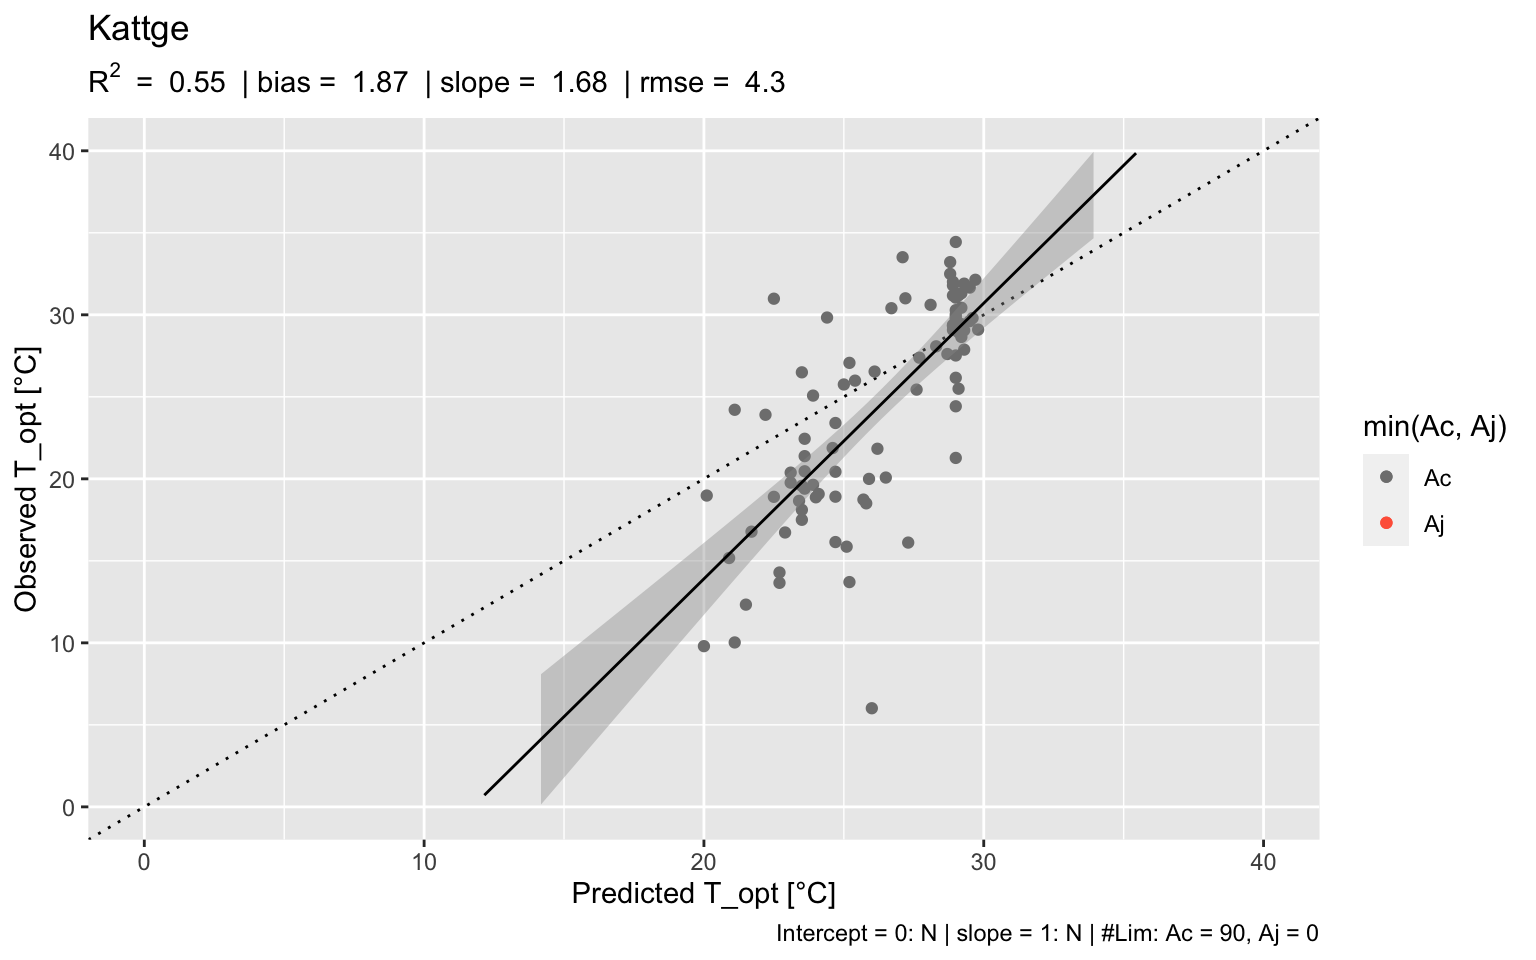 Kattge
R² = 0.55 | bias = 1.87 | slope = 1.68 | rmse = 4.3
Observed T_opt [°C]
40
30
20
10
0
0 10 20 30 40
Predicted T_opt [°C]
min(Ac, Aj)
Ac
Aj
Intercept = 0: N | slope = 1: N | #Lim: Ac = 90, Aj = 0